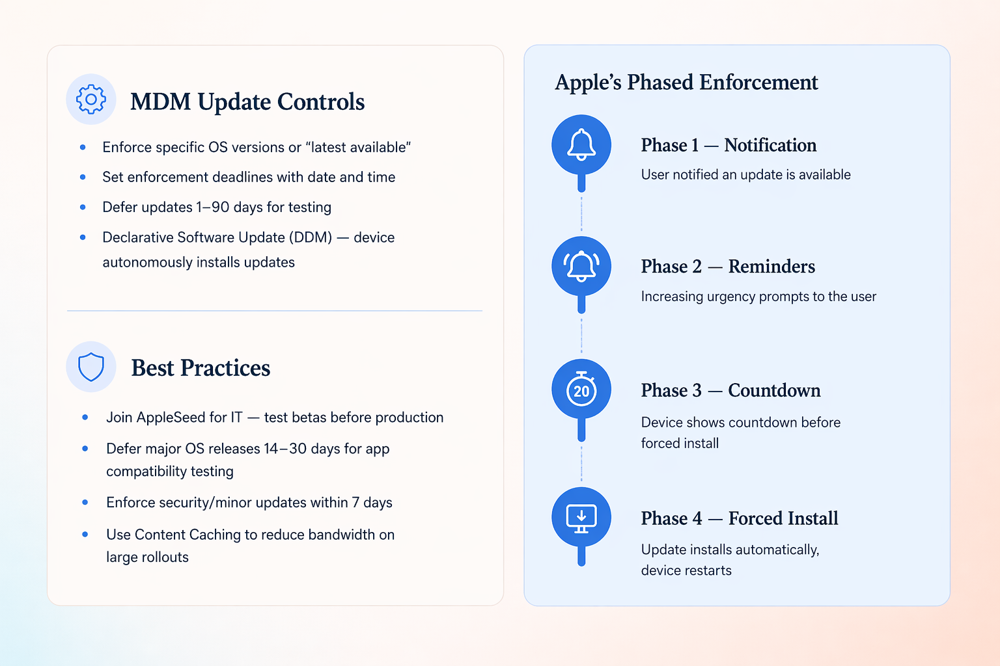 MDM Update Controls
Enforce specific OS versions or “latest available”
Set enforcement deadlines with date and time
Defer updates 1–90 days for testing
Declarative Software Update (DDM) — device
autonomously installs updates
Best Practices
Join AppleSeed for IT — test betas before production
Defer major OS releases 14–30 days for app
compatibility testing
Enforce security/minor updates within 7 days
Use Content Caching to reduce bandwidth on
large rollouts
Apple’s Phased Enforcement
Phase 1 — Notification
User notified an update is available
Phase 2 — Reminders
Increasing urgency prompts to the user
20
Phase 3 — Countdown
Device shows countdown before
forced install
Phase 4 — Forced Install
Update installs automatically,
device restarts